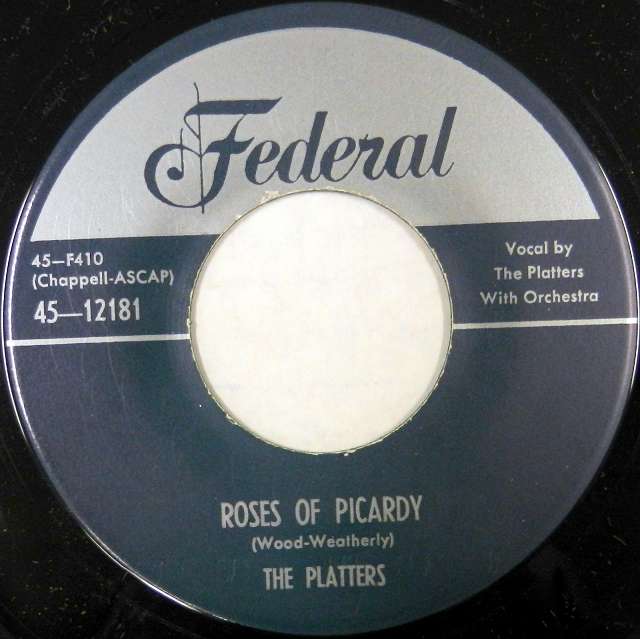 Federal
45—F410
(Chappell-ASCAP)
45—12181
Vocal by
The Platters
With Orchestra
ROSES OF PICARDY
(Wood-Weatherly)
THE PLATTERS